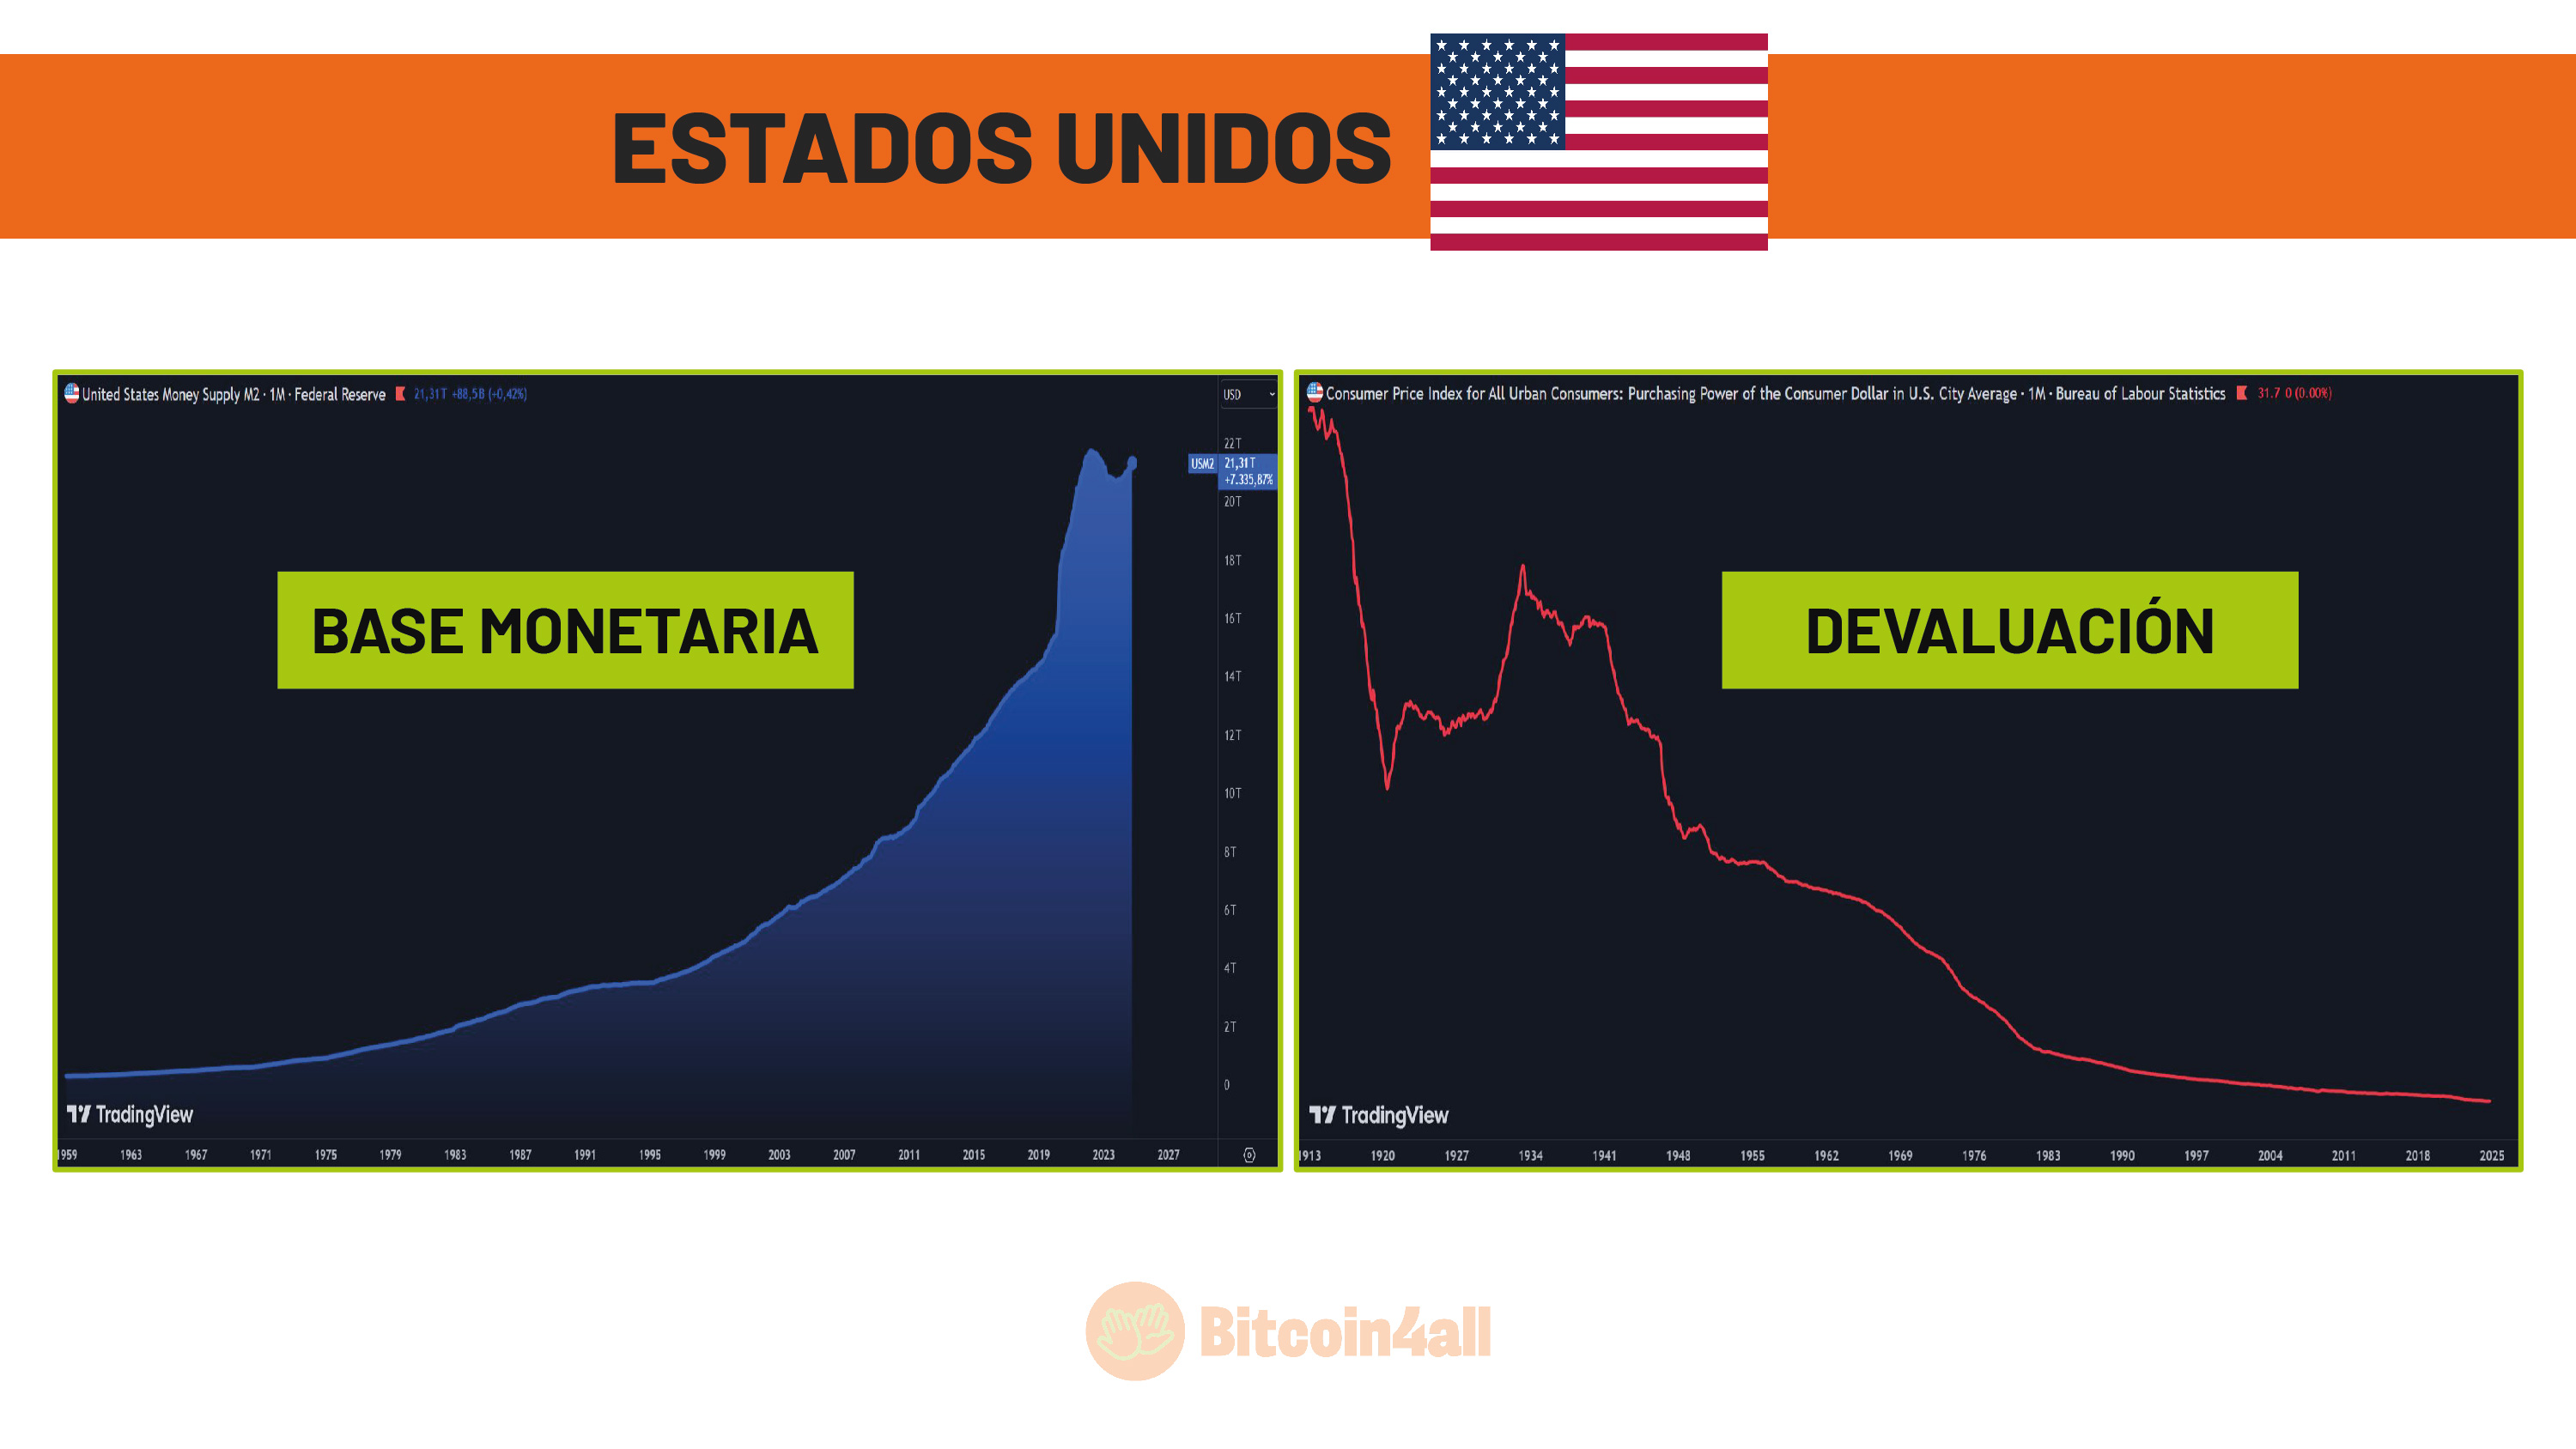 ESTADOS UNIDOS
United States Money Supply M2 · 1M · Federal Reserve 21,31T +88,5B (+0,42%)
USD
22T
USM2 21,31T
+7.335,87%
20T
18T
16T
14T
12T
10T
8T
6T
4T
2T
0
BASE MONETARIA
TradingView
1959 1963 1967 1971 1975 1979 1983 1987 1991 1995 1999 2003 2007 2011 2015 2019 2023 2027
Consumer Price Index for All Urban Consumers: Purchasing Power of the Consumer Dollar in U.S. City Average · 1M · Bureau of Labour Statistics 31.7 0 (0.00%)
DEVALUACIÓN
TradingView
1913 1920 1927 1934 1941 1948 1955 1962 1969 1976 1983 1990 1997 2004 2011 2018 2025
Bitcoin4all